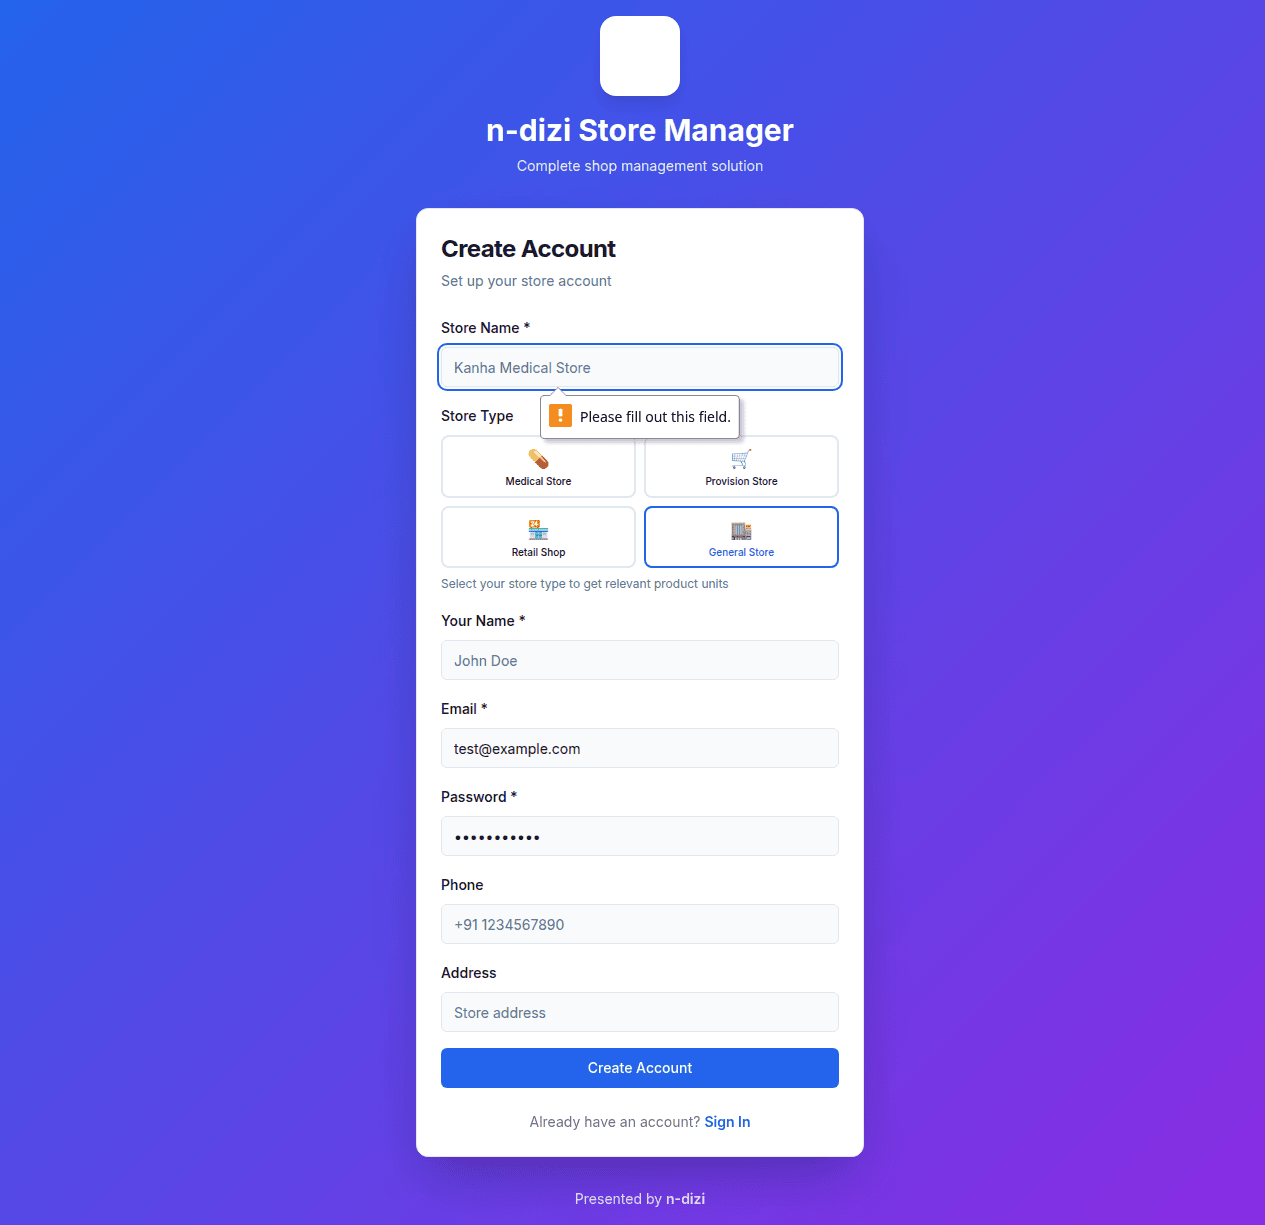 n-dizi Store Manager
Complete shop management solution
Create Account
Set up your store account
Store Name *
Kanha Medical Store
Please fill out this field.
Store Type
Medical Store
Provision Store
Retail Shop
General Store
Select your store type to get relevant product units
Your Name *
John Doe
Email *
test@example.com
Password *
•••••••••••
Phone
+91 1234567890
Address
Store address
Create Account
Already have an account? Sign In
Presented by n-dizi